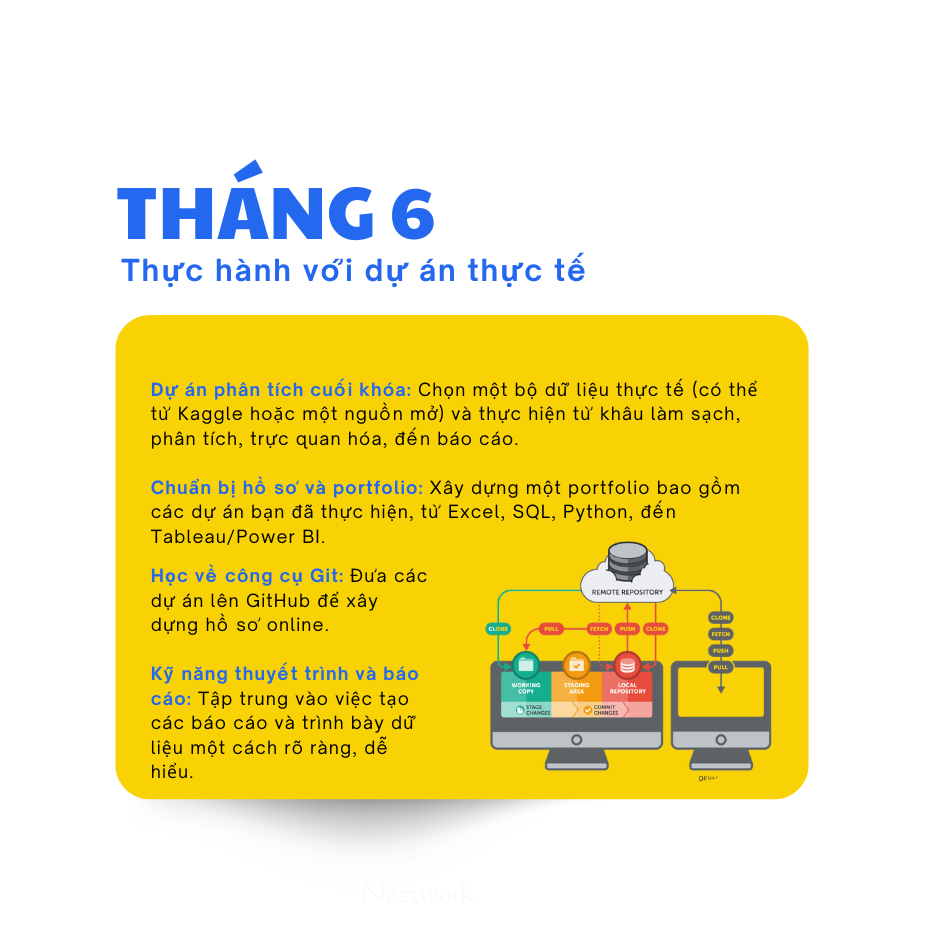 THÁNG 6
Thực hành với dự án thực tế
Dự án phân tích cuối khóa: Chọn một bộ dữ liệu thực tế (có thể
từ Kaggle hoặc một nguồn mở) và thực hiện từ khâu làm sạch,
phân tích, trực quan hóa, đến báo cáo.
Chuẩn bị hồ sơ và portfolio: Xây dựng một portfolio bao gồm
các dự án bạn đã thực hiện, từ Excel, SQL, Python, đến
Tableau/Power BI.
Học về công cụ Git: Đưa các
dự án lên GitHub để xây
dựng hồ sơ online.
Kỹ năng thuyết trình và báo
cáo: Tập trung vào việc tạo
các báo cáo và trình bày dữ
liệu một cách rõ ràng, dễ
hiểu.
REMOTE REPOSITORY
CLONE
PULL
FETCH
PUSH
CLONE
CLONE
FETCH
PUSH
PULL
WORKING
COPY
STAGING
AREA
LOCAL
REPOSITORY
STAGE
CHANGES
COMMIT
CHANGES
Neztwork